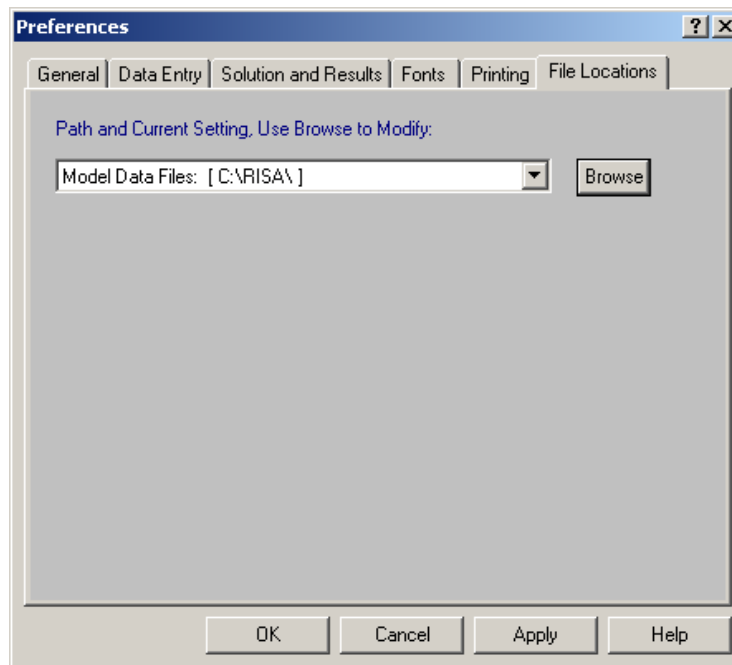 Preferences
General Data Entry Solution and Results Fonts Printing File Locations
Path and Current Setting, Use Browse to Modify:
Model Data Files: [ C:\RISA\ ] Browse
OK Cancel Apply Help